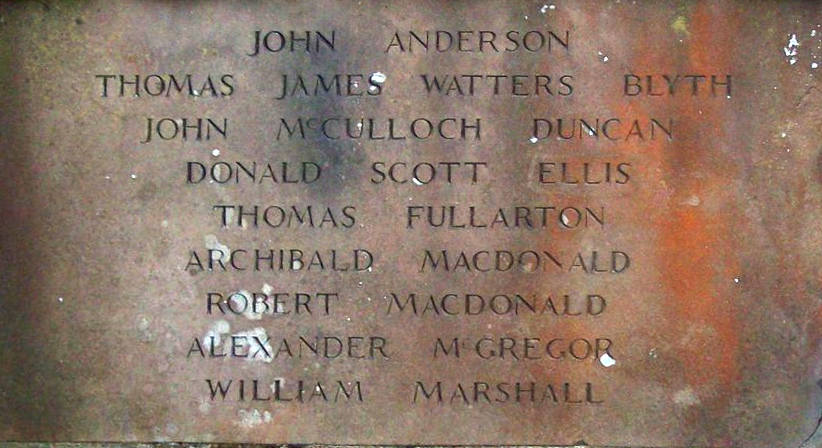 JOHN ANDERSON
THOMAS JAMES WATTERS BLYTH
JOHN McCULLOCH DUNCAN
DONALD SCOTT ELLIS
THOMAS FULLARTON
ARCHIBALD MACDONALD
ROBERT MACDONALD
ALEXANDER McGREGOR
WILLIAM MARSHALL